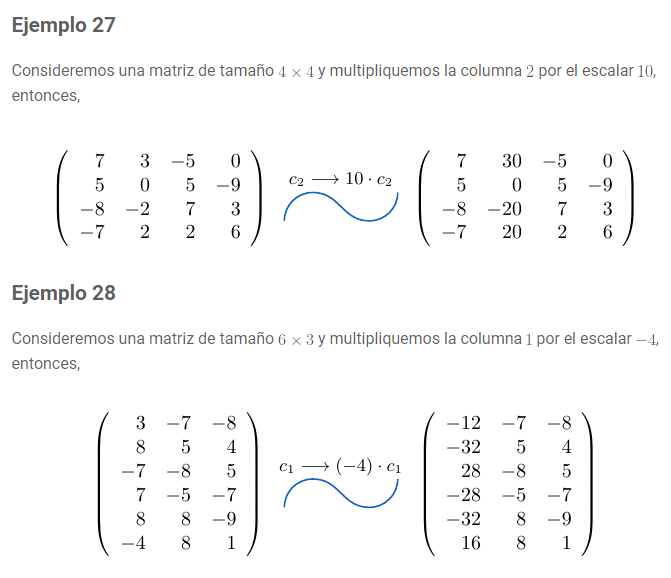 Ejemplo 27
Consideremos una matriz de tamaño 4 × 4 y multipliquemos la columna 2 por el escalar 10,
entonces,
7 3 −5 0
5 0 5 −9
−8 −2 7 3
−7 2 2 6
c₂ ⟶ 10 · c₂
7 30 −5 0
5 0 5 −9
−8 −20 7 3
−7 20 2 6
Ejemplo 28
Consideremos una matriz de tamaño 6 × 3 y multipliquemos la columna 1 por el escalar −4,
entonces,
3 −7 −8
8 5 4
−7 −8 5
7 −5 −7
8 8 −9
−4 8 1
c₁ ⟶ (−4) · c₁
−12 −7 −8
−32 5 4
28 −8 5
−28 −5 −7
−32 8 −9
16 8 1